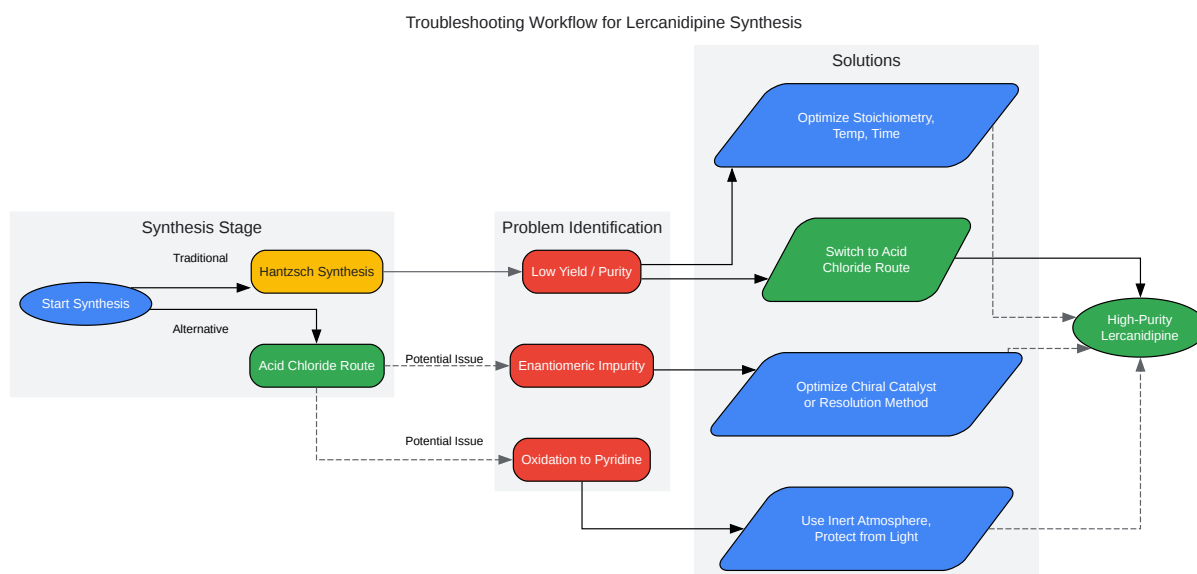 Troubleshooting Workflow for Lercanidipine Synthesis
Solutions
Optimize Stoichiometry,
Temp, Time
Synthesis Stage
Problem Identification
Traditional
Hantzsch Synthesis
Low Yield / Purity
Switch to Acid
Chloride Route
Start Synthesis
Alternative
High-Purity
Lercanidipine
Acid Chloride Route
Potential Issue
Enantiomeric Impurity
Optimize Chiral Catalyst
or Resolution Method
Potential Issue
Oxidation to Pyridine
Use Inert Atmosphere,
Protect from Light